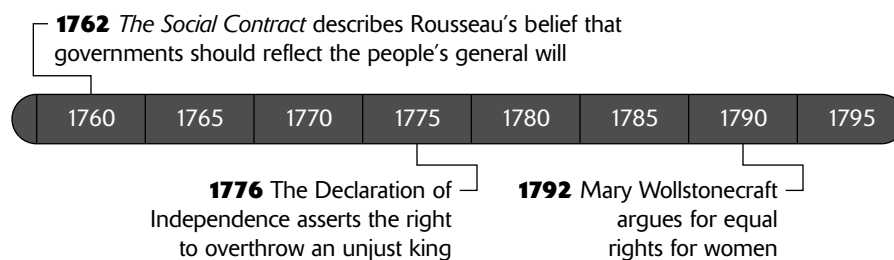 1762 The Social Contract describes Rousseau's belief that
governments should reflect the people's general will
1760 1765 1770 1775 1780 1785 1790 1795
1776 The Declaration of
Independence asserts the right
to overthrow an unjust king
1792 Mary Wollstonecraft
argues for equal
rights for women